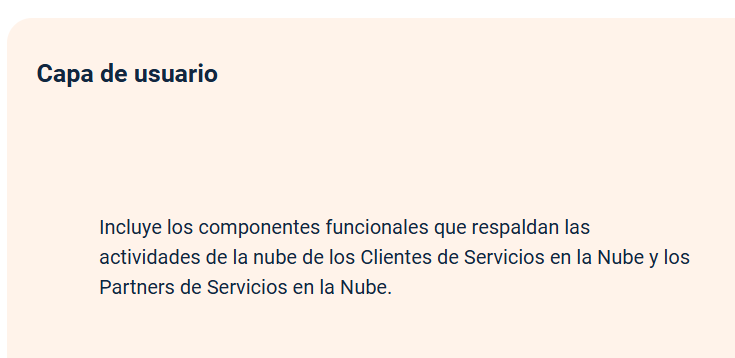 Capa de usuario
Incluye los componentes funcionales que respaldan las
actividades de la nube de los Clientes de Servicios en la Nube y los
Partners de Servicios en la Nube.